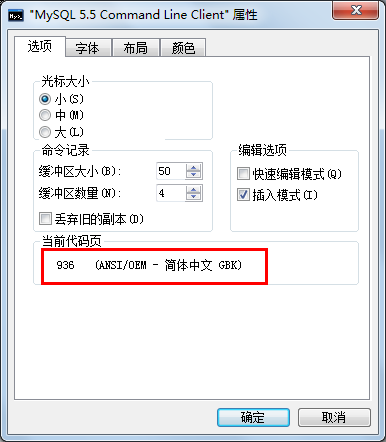 "MySQL 5.5 Command Line Client" 属性
选项 字体 布局 颜色
光标大小
小(S)
中(M)
大(L)
命令记录
缓冲区大小(B): 50
缓冲区数量(N): 4
丢弃旧的副本(D)
编辑选项
快速编辑模式(Q)
插入模式(I)
当前代码页
936 (ANSI/OEM - 简体中文 GBK)
确定 取消